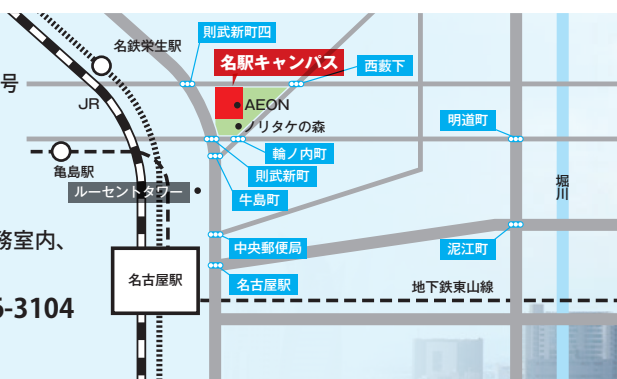 則武新町四
名鉄栄生駅
名駅キャンパス
西藪下
号
JR
AEON
ノリタケの森
明道町
輪ノ内町
亀島駅
則武新町
ルーセントタワー
牛島町
堀川
務室内、
中央郵便局
泥江町
名古屋駅
名古屋駅
地下鉄東山線
6-3104